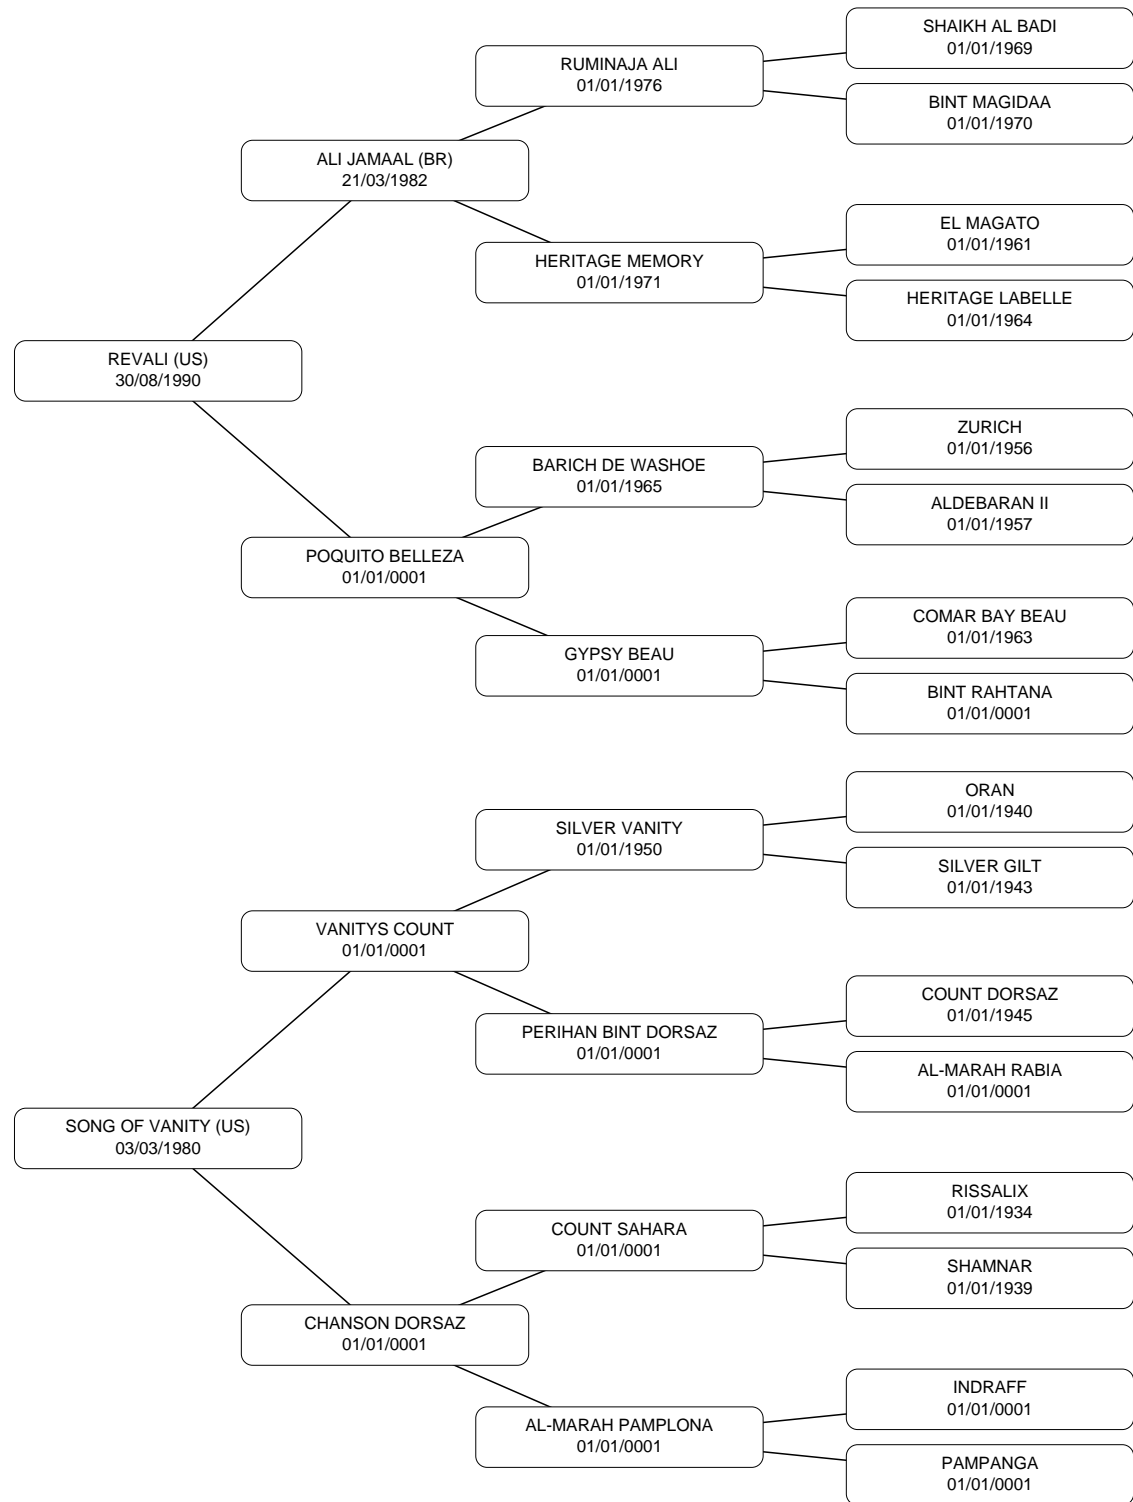 SHAIKH AL BADI
01/01/1969
RUMINAJA ALI
01/01/1976
BINT MAGIDAA
01/01/1970
ALI JAMAAL (BR)
21/03/1982
EL MAGATO
01/01/1961
HERITAGE MEMORY
01/01/1971
HERITAGE LABELLE
01/01/1964
REVALI (US)
30/08/1990
ZURICH
01/01/1956
BARICH DE WASHOE
01/01/1965
ALDEBARAN II
01/01/1957
POQUITO BELLEZA
01/01/0001
COMAR BAY BEAU
01/01/1963
GYPSY BEAU
01/01/0001
BINT RAHTANA
01/01/0001
ORAN
01/01/1940
SILVER VANITY
01/01/1950
SILVER GILT
01/01/1943
VANITYS COUNT
01/01/0001
COUNT DORSAZ
01/01/1945
PERIHAN BINT DORSAZ
01/01/0001
AL-MARAH RABIA
01/01/0001
SONG OF VANITY (US)
03/03/1980
RISSALIX
01/01/1934
COUNT SAHARA
01/01/0001
SHAMNAR
01/01/1939
CHANSON DORSAZ
01/01/0001
INDRAFF
01/01/0001
AL-MARAH PAMPLONA
01/01/0001
PAMPANGA
01/01/0001